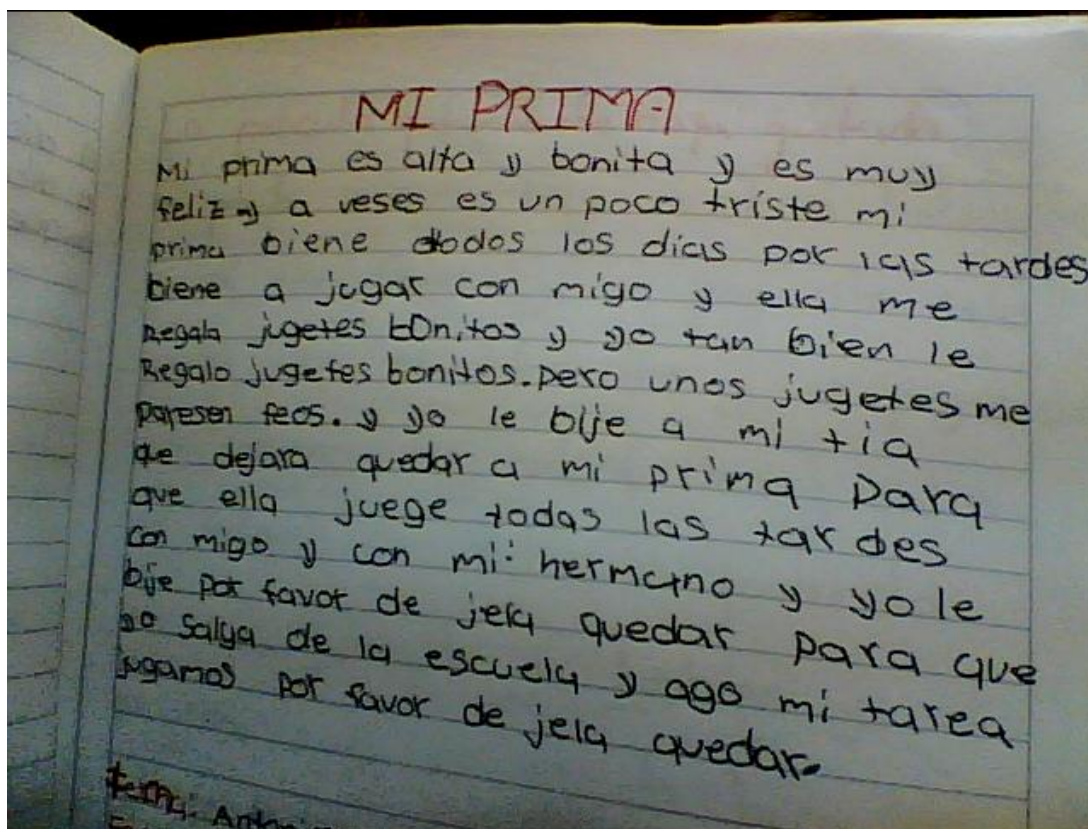 MI PRIMA
Mi prima es alta y bonita y es muy
feliz y a veses es un poco triste mi
prima biene dodos los dias por las tardes
biene a jugar con migo y ella me
Regala jugetes bonitos y yo tan bien le
Regalo jugetes bonitos. pero unos jugetes me
paresen feos. y yo le bije a mi tia
qe dejara quedar a mi prima para
que ella juege todas las tardes
con migo y con mi hermano y yo le
bije por favor de jela quedar para que
yo salga de la escuela y ago mi tarea
jugamos por favor de jela quedar.
fecha: